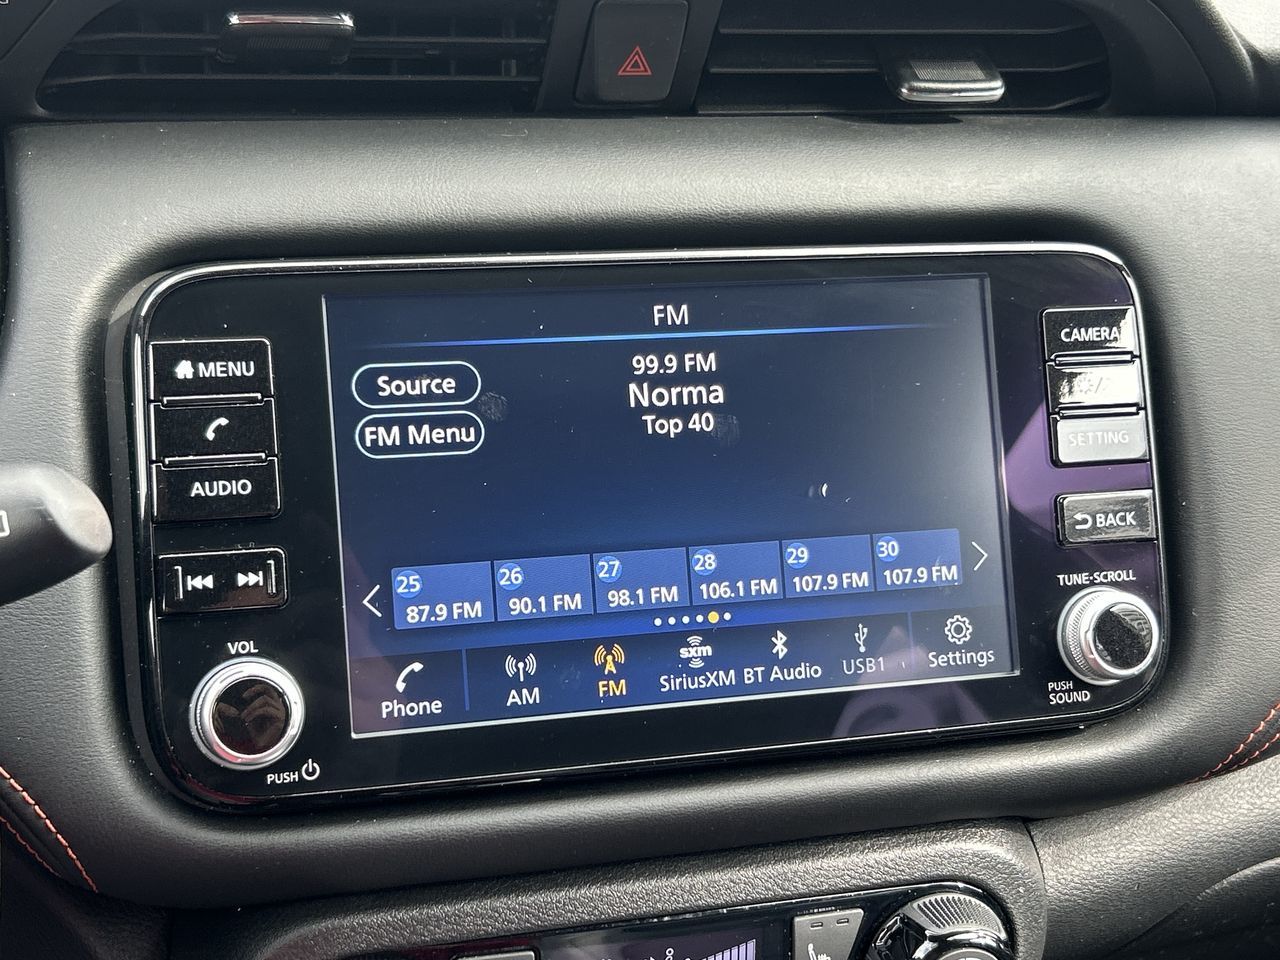 FM
99.9 FM
Norma
Top 40
Source
FM Menu
25
87.9 FM
26
90.1 FM
27
98.1 FM
28
106.1 FM
29
107.9 FM
30
107.9 FM
Phone
AM
FM
sxm
SiriusXM
BT Audio
USB1
Settings
MENU
AUDIO
VOL
PUSH
CAMERA
SETTING
BACK
TUNE·SCROLL
PUSH
SOUND